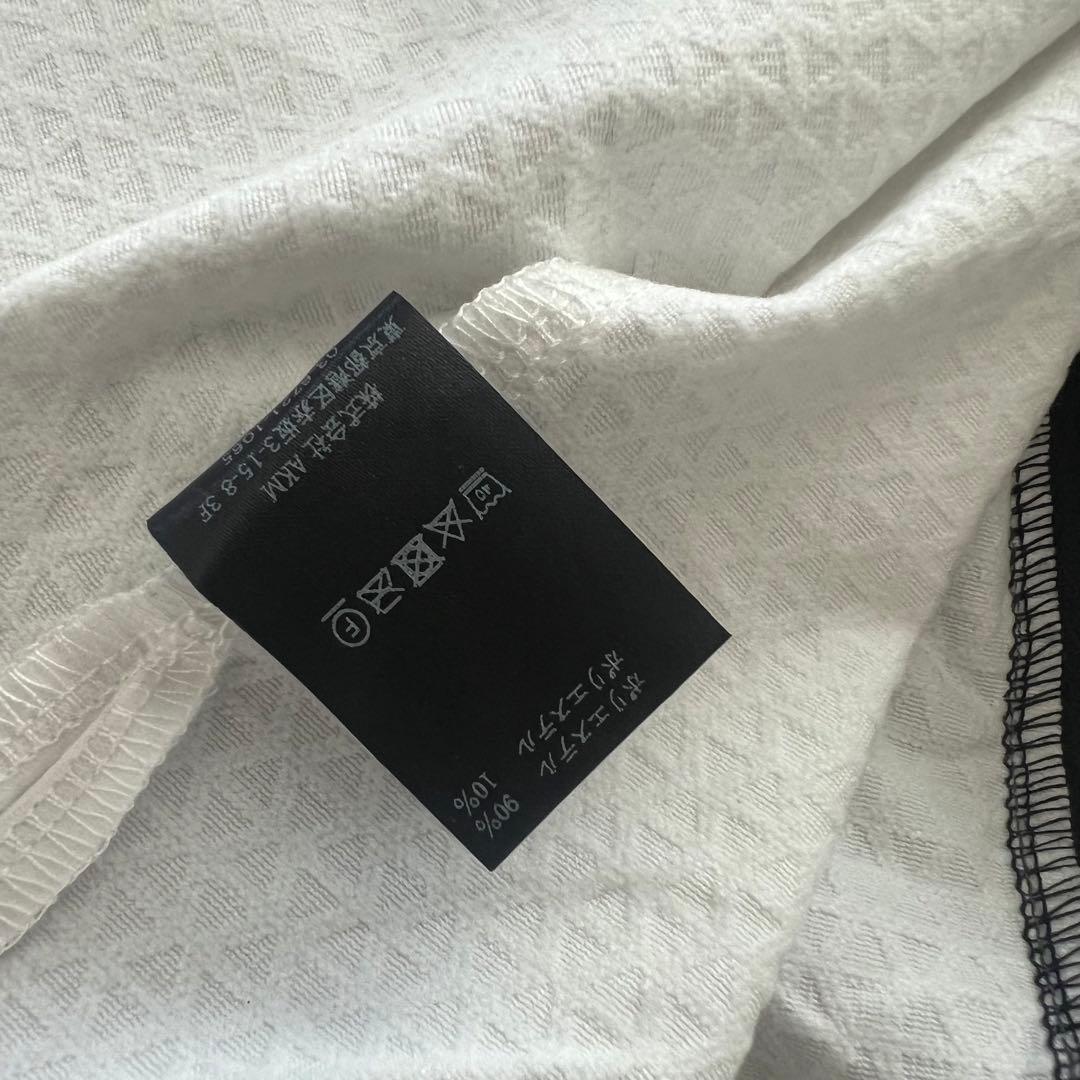 ポリエステル 90%
ポリエステル 10%
40
F
株式会社 AKM
東京都港区赤坂3-15-8 3F